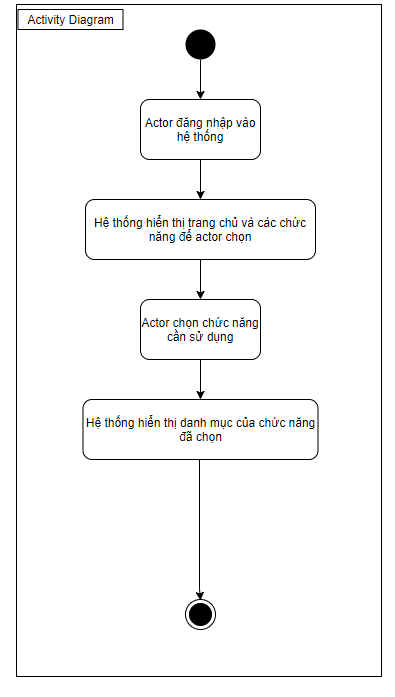 Activity Diagram
Actor đăng nhập vào
hệ thống
Hệ thống hiển thị trang chủ và các chức
năng để actor chọn
Actor chọn chức năng
cần sử dụng
Hệ thống hiển thị danh mục của chức năng
đã chọn